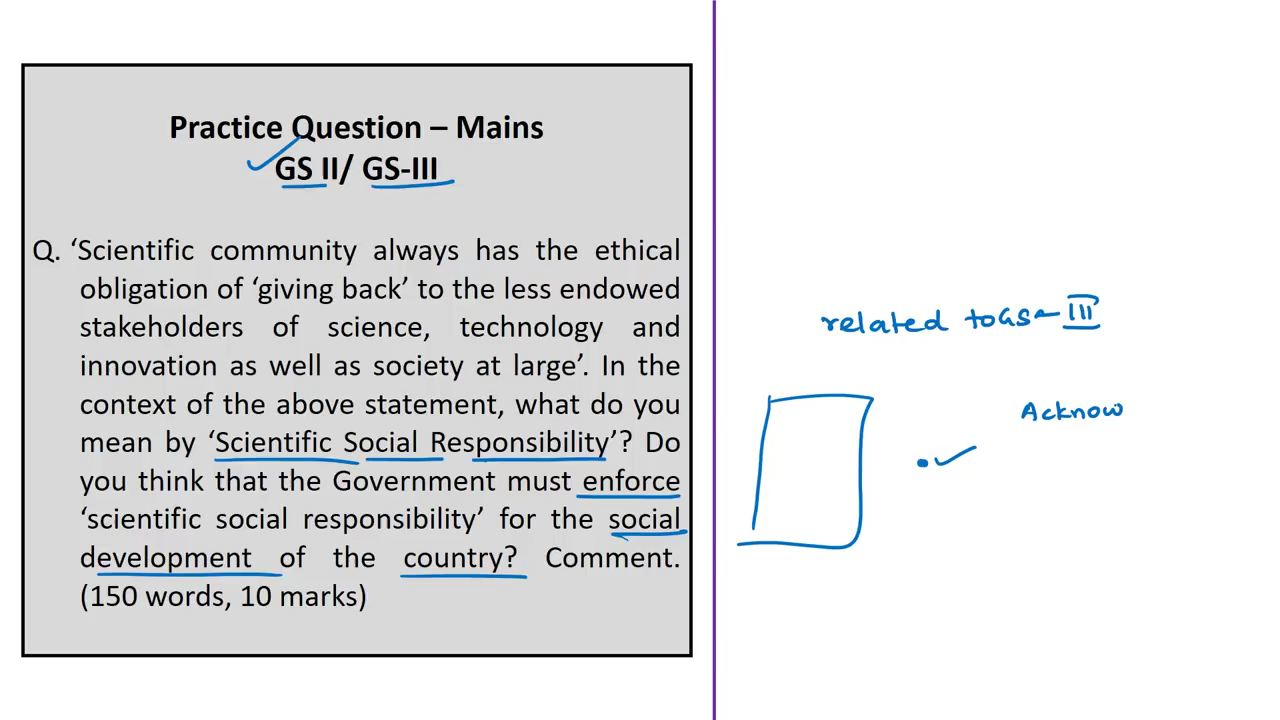 Practice Question – Mains
GS II/ GS-III
Q. ‘Scientific community always has the ethical
obligation of ‘giving back’ to the less endowed
stakeholders of science, technology and
innovation as well as society at large’. In the
context of the above statement, what do you
mean by ‘Scientific Social Responsibility’? Do
you think that the Government must enforce
‘scientific social responsibility’ for the social
development of the country? Comment.
(150 words, 10 marks)
related to GS - III
Acknow